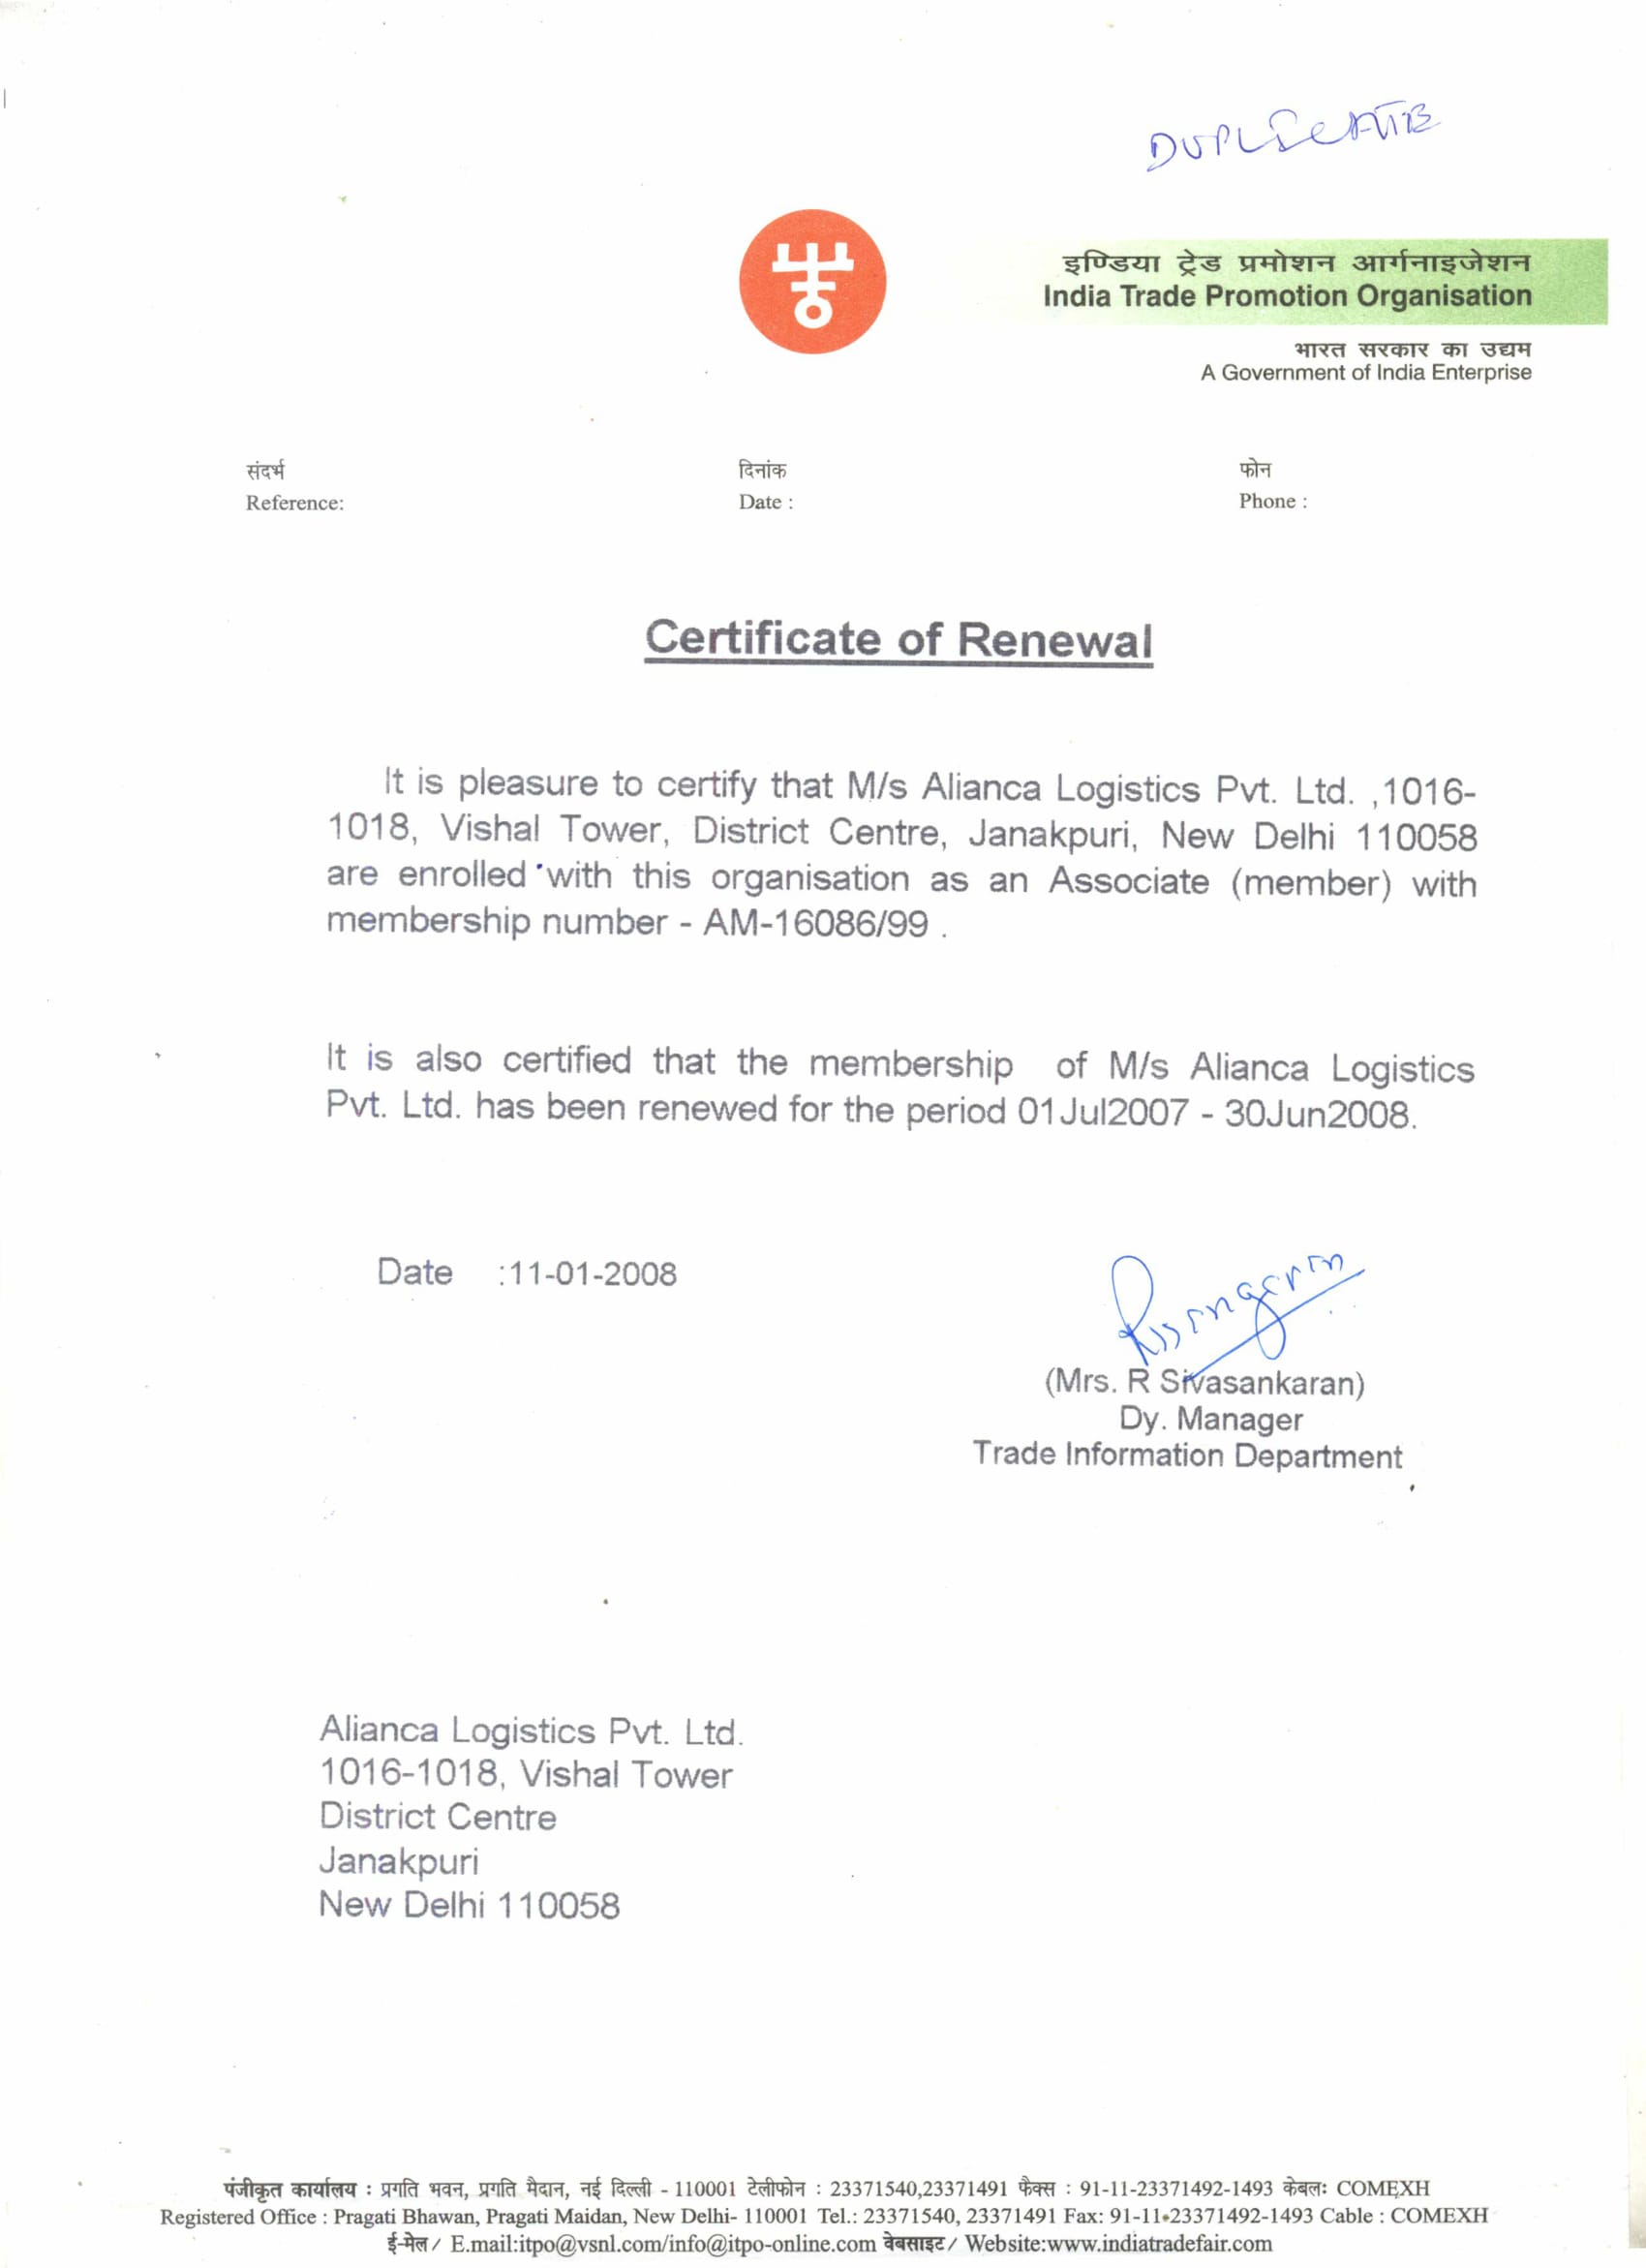 DUPLICATE
इण्डिया ट्रेड प्रमोशन आर्गनाइजेशन
India Trade Promotion Organisation
भारत सरकार का उद्यम
A Government of India Enterprise
संदर्भ दिनांक फोन
Reference: Date : Phone :
Certificate of Renewal
It is pleasure to certify that M/s Alianca Logistics Pvt. Ltd. ,1016-
1018, Vishal Tower, District Centre, Janakpuri, New Delhi 110058
are enrolled with this organisation as an Associate (member) with
membership number - AM-16086/99 .
It is also certified that the membership of M/s Alianca Logistics
Pvt. Ltd. has been renewed for the period 01Jul2007 - 30Jun2008.
Date :11-01-2008
(Mrs. R Sivasankaran)
Dy. Manager
Trade Information Department
Alianca Logistics Pvt. Ltd.
1016-1018, Vishal Tower
District Centre
Janakpuri
New Delhi 110058
पंजीकृत कार्यालय : प्रगति भवन, प्रगति मैदान, नई दिल्ली - 110001 टेलीफोन : 23371540,23371491 फैक्स : 91-11-23371492-1493 केबलः COMEXH
Registered Office : Pragati Bhawan, Pragati Maidan, New Delhi- 110001 Tel.: 23371540, 23371491 Fax: 91-11-23371492-1493 Cable : COMEXH
ई-मेल / E.mail:itpo@vsnl.com/info@itpo-online.com वेबसाइट / Website:www.indiatradefair.com